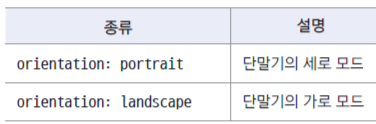 종류 설명
orientation: portrait 단말기의 세로 모드
orientation: landscape 단말기의 가로 모드